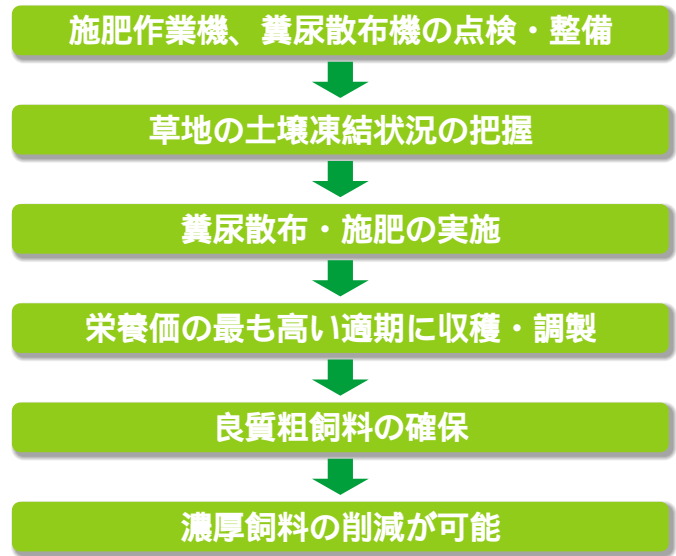 施肥作業機、糞尿散布機の点検・整備
草地の土壌凍結状況の把握
糞尿散布・施肥の実施
栄養価の最も高い適期に収穫・調製
良質粗飼料の確保
濃厚飼料の削減が可能